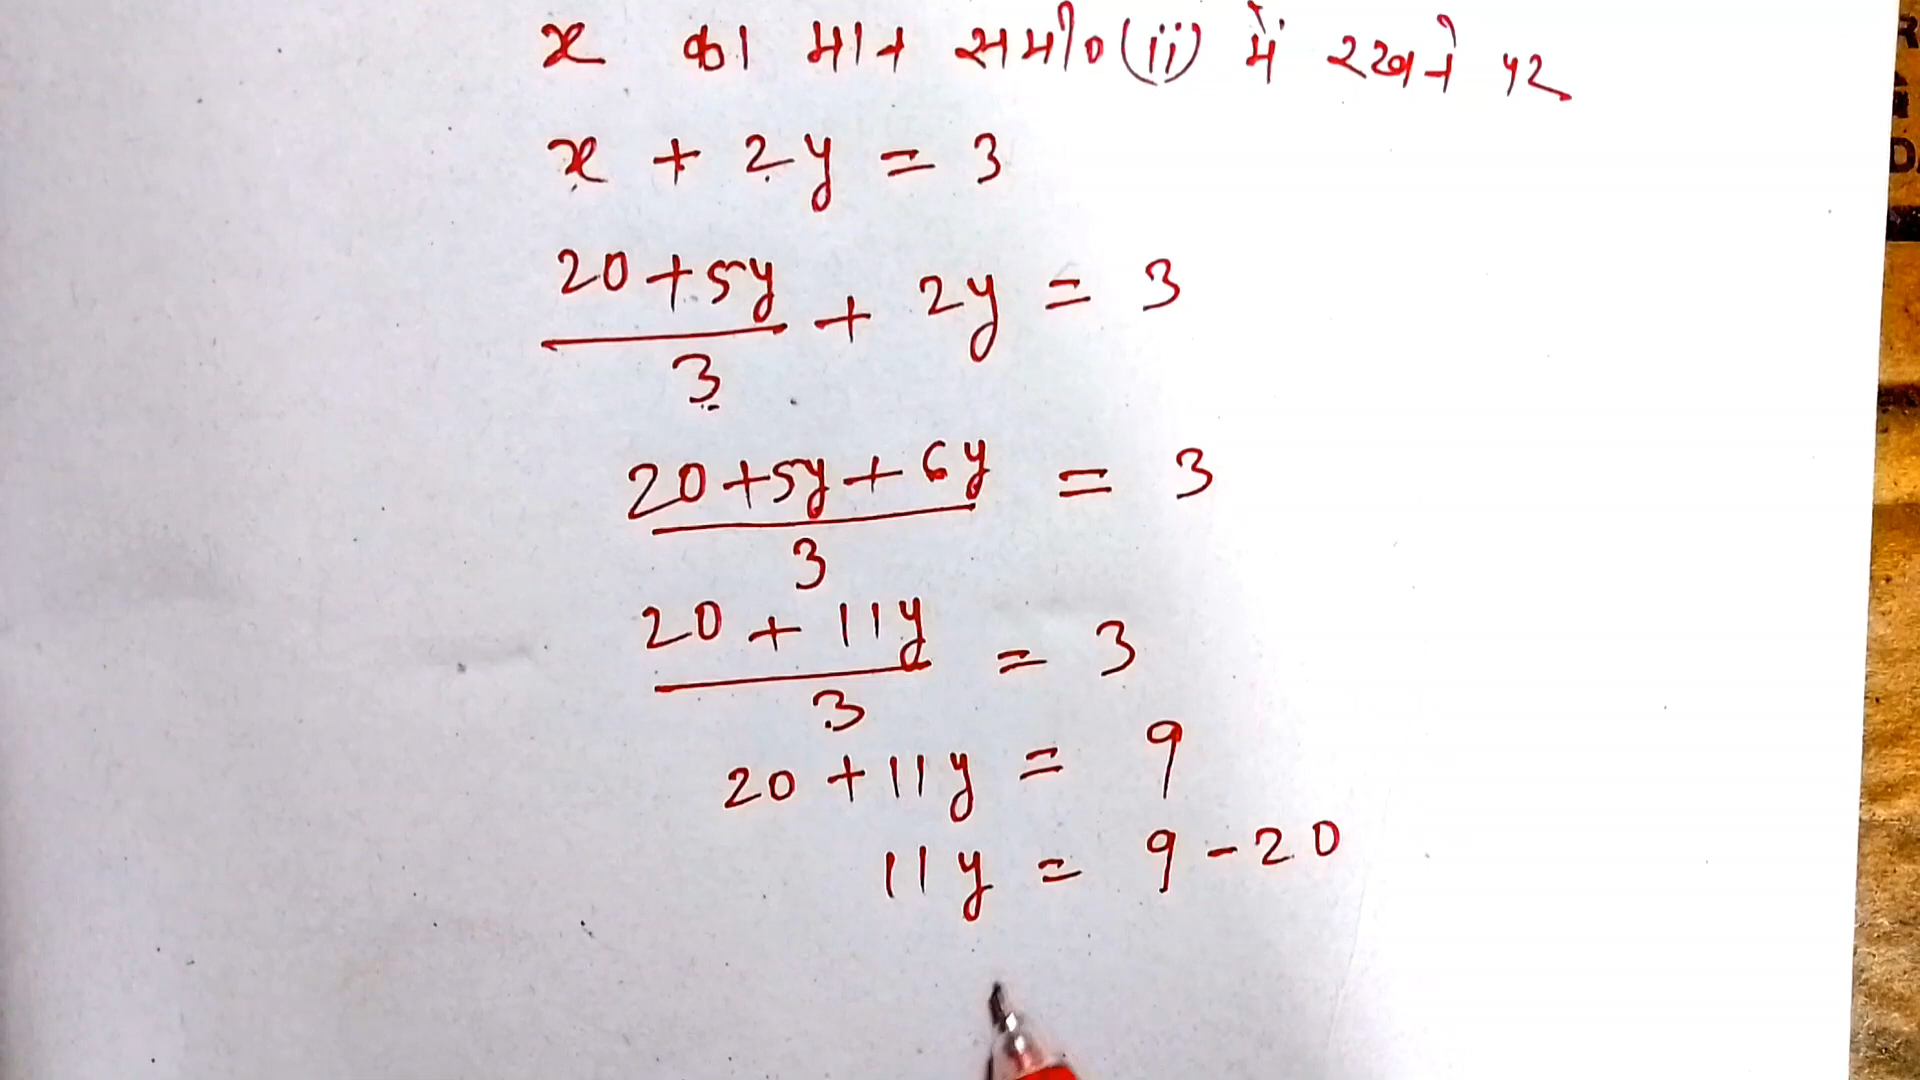 x का मान समी० (ii) में रखने पर
x + 2y = 3
20+5y/3 + 2y = 3
20+5y+6y/3 = 3
20 + 11y/3 = 3
20 + 11y = 9
11y = 9 - 20